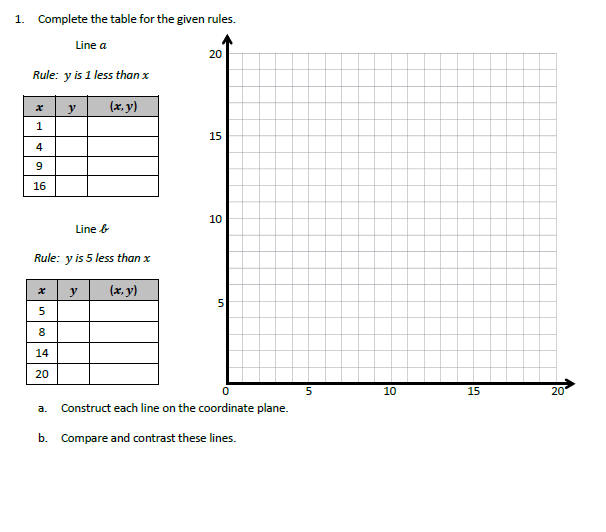 1. Complete the table for the given rules.
Line a
Rule: y is 1 less than x
x y (x, y)
1
4
9
16
Line b
Rule: y is 5 less than x
x y (x, y)
5
8
14
20
20
15
10
5
0 5 10 15 20
a. Construct each line on the coordinate plane.
b. Compare and contrast these lines.